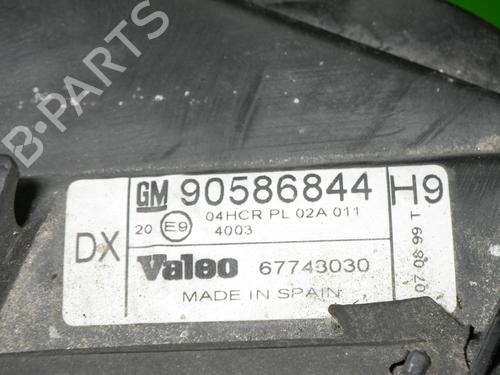 B-PARTS
GM 90586844 H9
04HCR PL 02A 011
20 E9 4003
DX
Valeo 67743030
MADE IN SPAIN
07 08 99 T